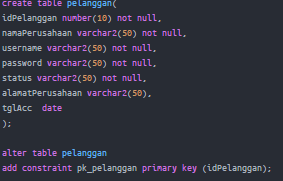 create table pelanggan(
idPelanggan number(10) not null,
namaPerusahaan varchar2(50) not null,
username varchar2(50) not null,
password varchar2(50) not null,
status varchar2(50) not null,
alamatPerusahaan varchar2(50),
tglAcc  date
);
alter table pelanggan
add constraint pk_pelanggan primary key (idPelanggan);